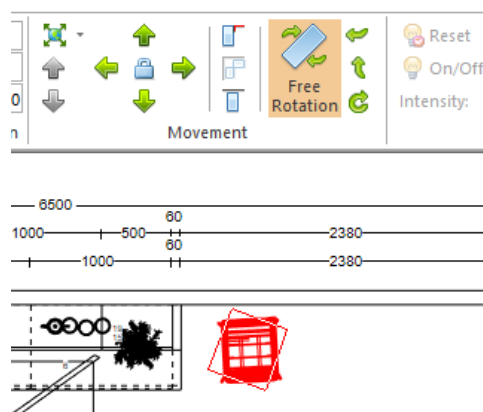 Reset
On/Off
0
Free
Rotation
Intensity:
n
Movement
6500
60
1000
500
2380
60
1000
2380